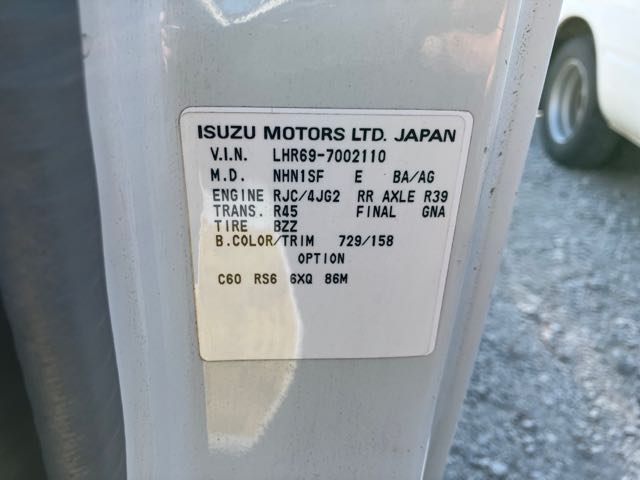 ISUZU MOTORS LTD. JAPAN
V.I.N. LHR69-7002110
M.D. NHN1SF E BA/AG
ENGINE RJC/4JG2 RR AXLE R39
TRANS. R45 FINAL GNA
TIRE BZZ
B.COLOR/TRIM 729/158
OPTION
C60 RS6 6XQ 86M